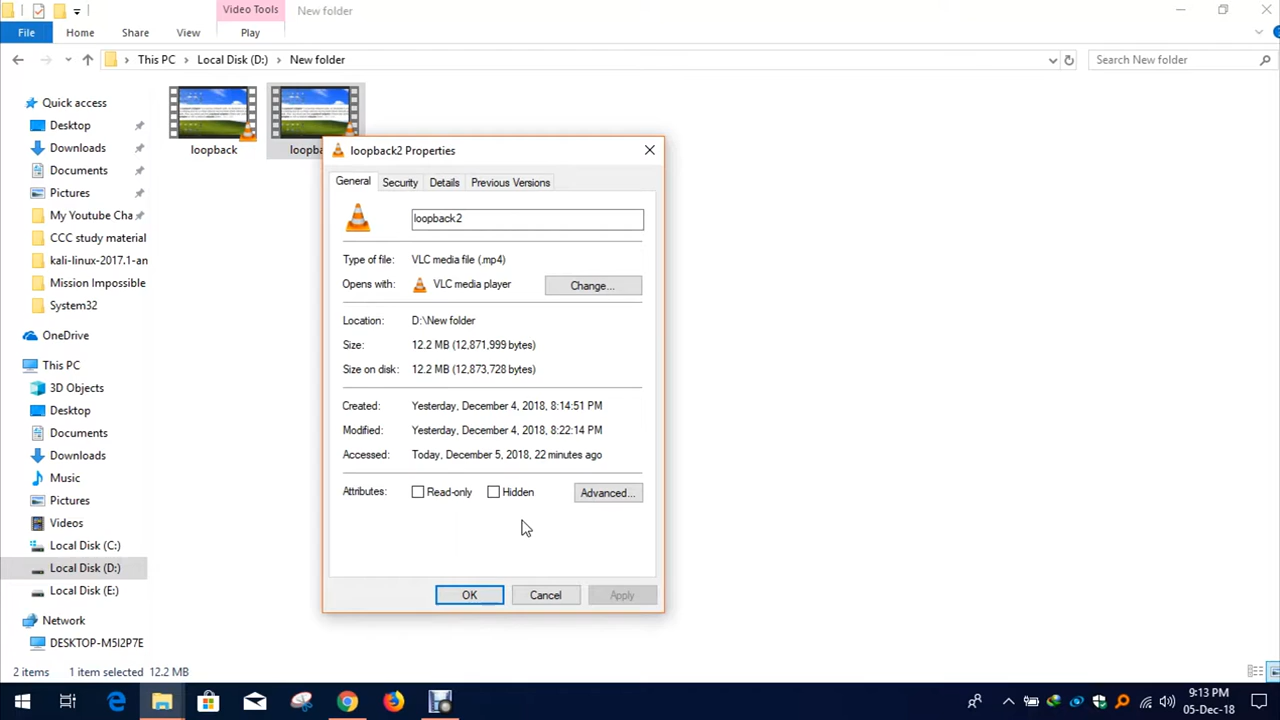 Video Tools
New folder
File
Home
Share
View
Play
This PC
Local Disk (D:)
New folder
Search New folder
Quick access
Desktop
Downloads
Documents
Pictures
My Youtube Cha
CCC study material
kali-linux-2017.1-an
Mission Impossible
System32
OneDrive
This PC
3D Objects
Desktop
Documents
Downloads
Music
Pictures
Videos
Local Disk (C:)
Local Disk (D:)
Local Disk (E:)
Network
DESKTOP-M5I2P7E
loopback
loopba
loopback2 Properties
General Security Details Previous Versions
loopback2
Type of file: VLC media file (.mp4)
Opens with: VLC media player Change...
Location: D:\New folder
Size: 12.2 MB (12,871,999 bytes)
Size on disk: 12.2 MB (12,873,728 bytes)
Created: Yesterday, December 4, 2018, 8:14:51 PM
Modified: Yesterday, December 4, 2018, 8:22:14 PM
Accessed: Today, December 5, 2018, 22 minutes ago
Attributes: Read-only Hidden Advanced...
OK Cancel Apply
2 items 1 item selected 12.2 MB
9:13 PM
05-Dec-18